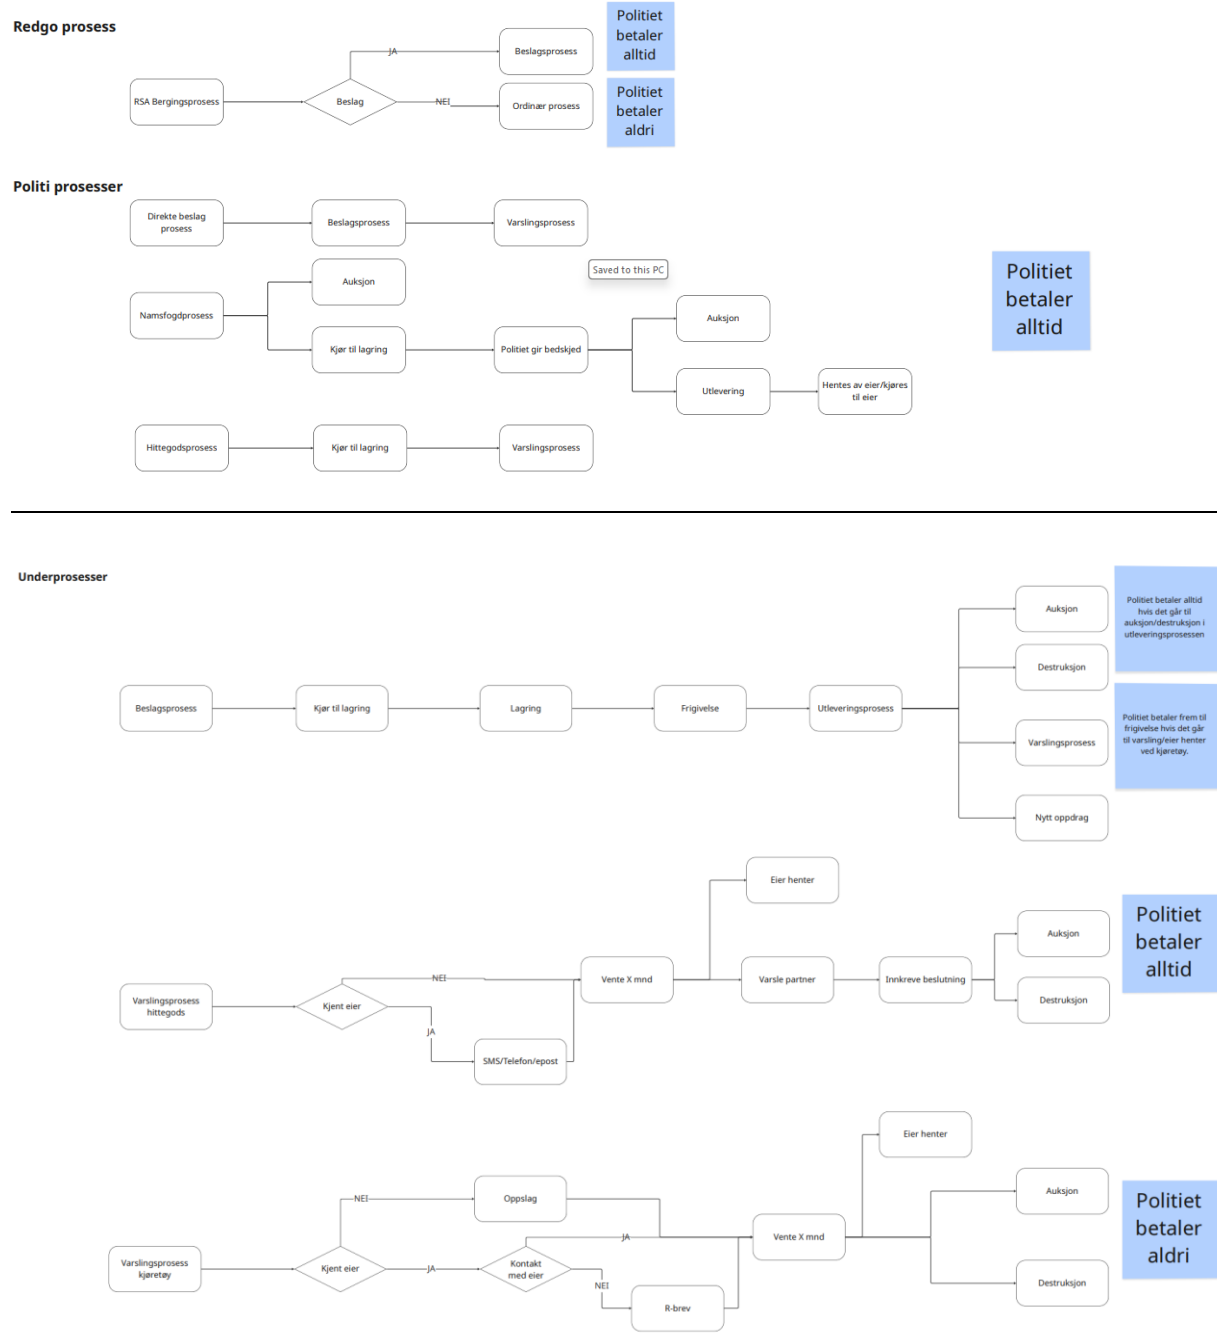 Redgo prosess
Politiet
betaler
alltid
JA
Beslagsprosess
RSA Bergingsprosess
Beslag
NEI
Ordinær prosess
Politiet
betaler
aldri
Politi prosesser
Direkte beslag
prosess
Beslagsprosess
Varslingsprosess
Saved to this PC
Politiet
betaler
alltid
Auksjon
Namsfogdprosess
Kjør til lagring
Politiet gir bedskjed
Auksjon
Utlevering
Hentes av eier/kjøres
til eier
Hittegodsprosess
Kjør til lagring
Varslingsprosess
Underprosesser
Auksjon
Politiet betaler alltid
hvis det går til
auksjon/destruksjon i
utleveringsprosessen
Destruksjon
Beslagsprosess
Kjør til lagring
Lagring
Frigivelse
Utleveringsprosess
Varslingsprosess
Politiet betaler frem til
frigivelse hvis det går
til varsling/eier henter
ved kjøretøy.
Nytt oppdrag
Eier henter
Varslingsprosess
hittegods
Kjent eier
NEI
JA
SMS/Telefon/epost
Vente X mnd
Varsle partner
Innkreve beslutning
Auksjon
Destruksjon
Politiet
betaler
alltid
Eier henter
Varslingsprosess
kjøretøy
Kjent eier
NEI
Oppslag
JA
Kontakt
med eier
JA
NEI
R-brev
Vente X mnd
Auksjon
Destruksjon
Politiet
betaler
aldri